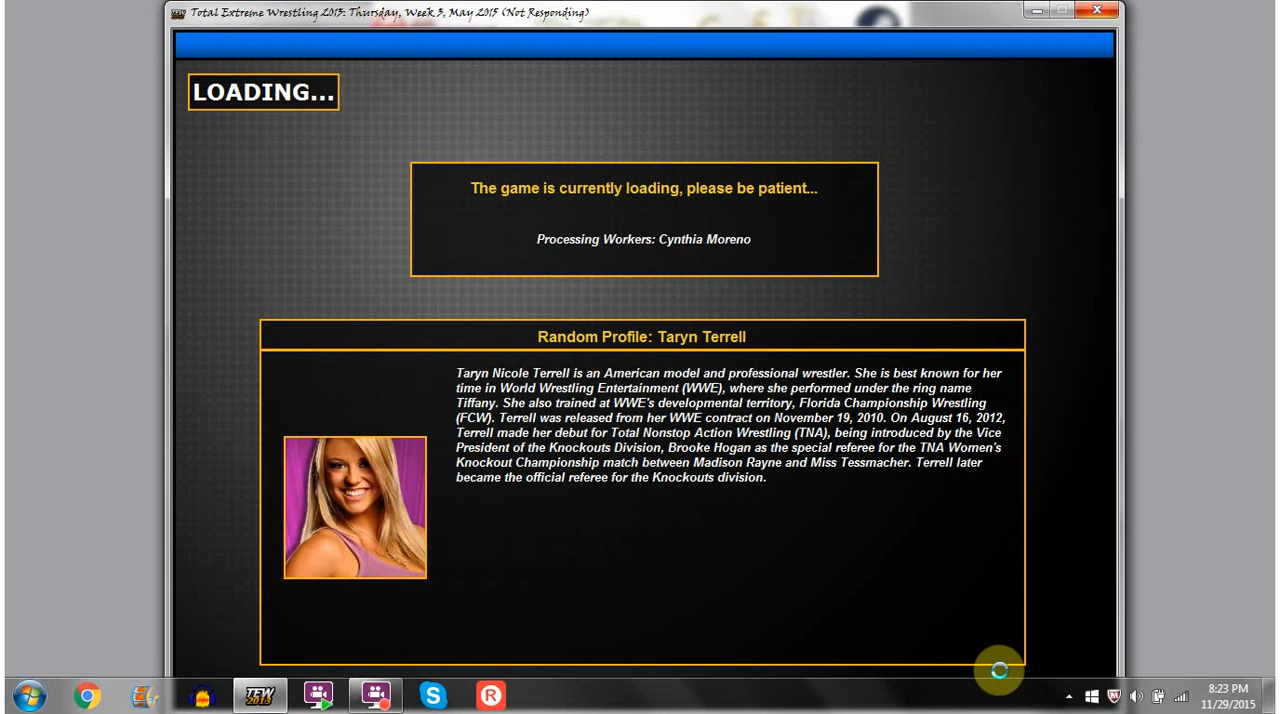 Total Extreme Wrestling 2013: Thursday, Week 3, May 2015 (Not Responding)
LOADING...
The game is currently loading, please be patient...
Processing Workers: Cynthia Moreno
Random Profile: Taryn Terrell
Taryn Nicole Terrell is an American model and professional wrestler. She is best known for her
time in World Wrestling Entertainment (WWE), where she performed under the ring name
Tiffany. She also trained at WWE's developmental territory, Florida Championship Wrestling
(FCW). Terrell was released from her WWE contract on November 19, 2010. On August 16, 2012,
Terrell made her debut for Total Nonstop Action Wrestling (TNA), being introduced by the Vice
President of the Knockouts Division, Brooke Hogan as the special referee for the TNA Women's
Knockout Championship match between Madison Rayne and Miss Tessmacher. Terrell later
became the official referee for the Knockouts division.
TEW
2013
8:23 PM
11/29/2015